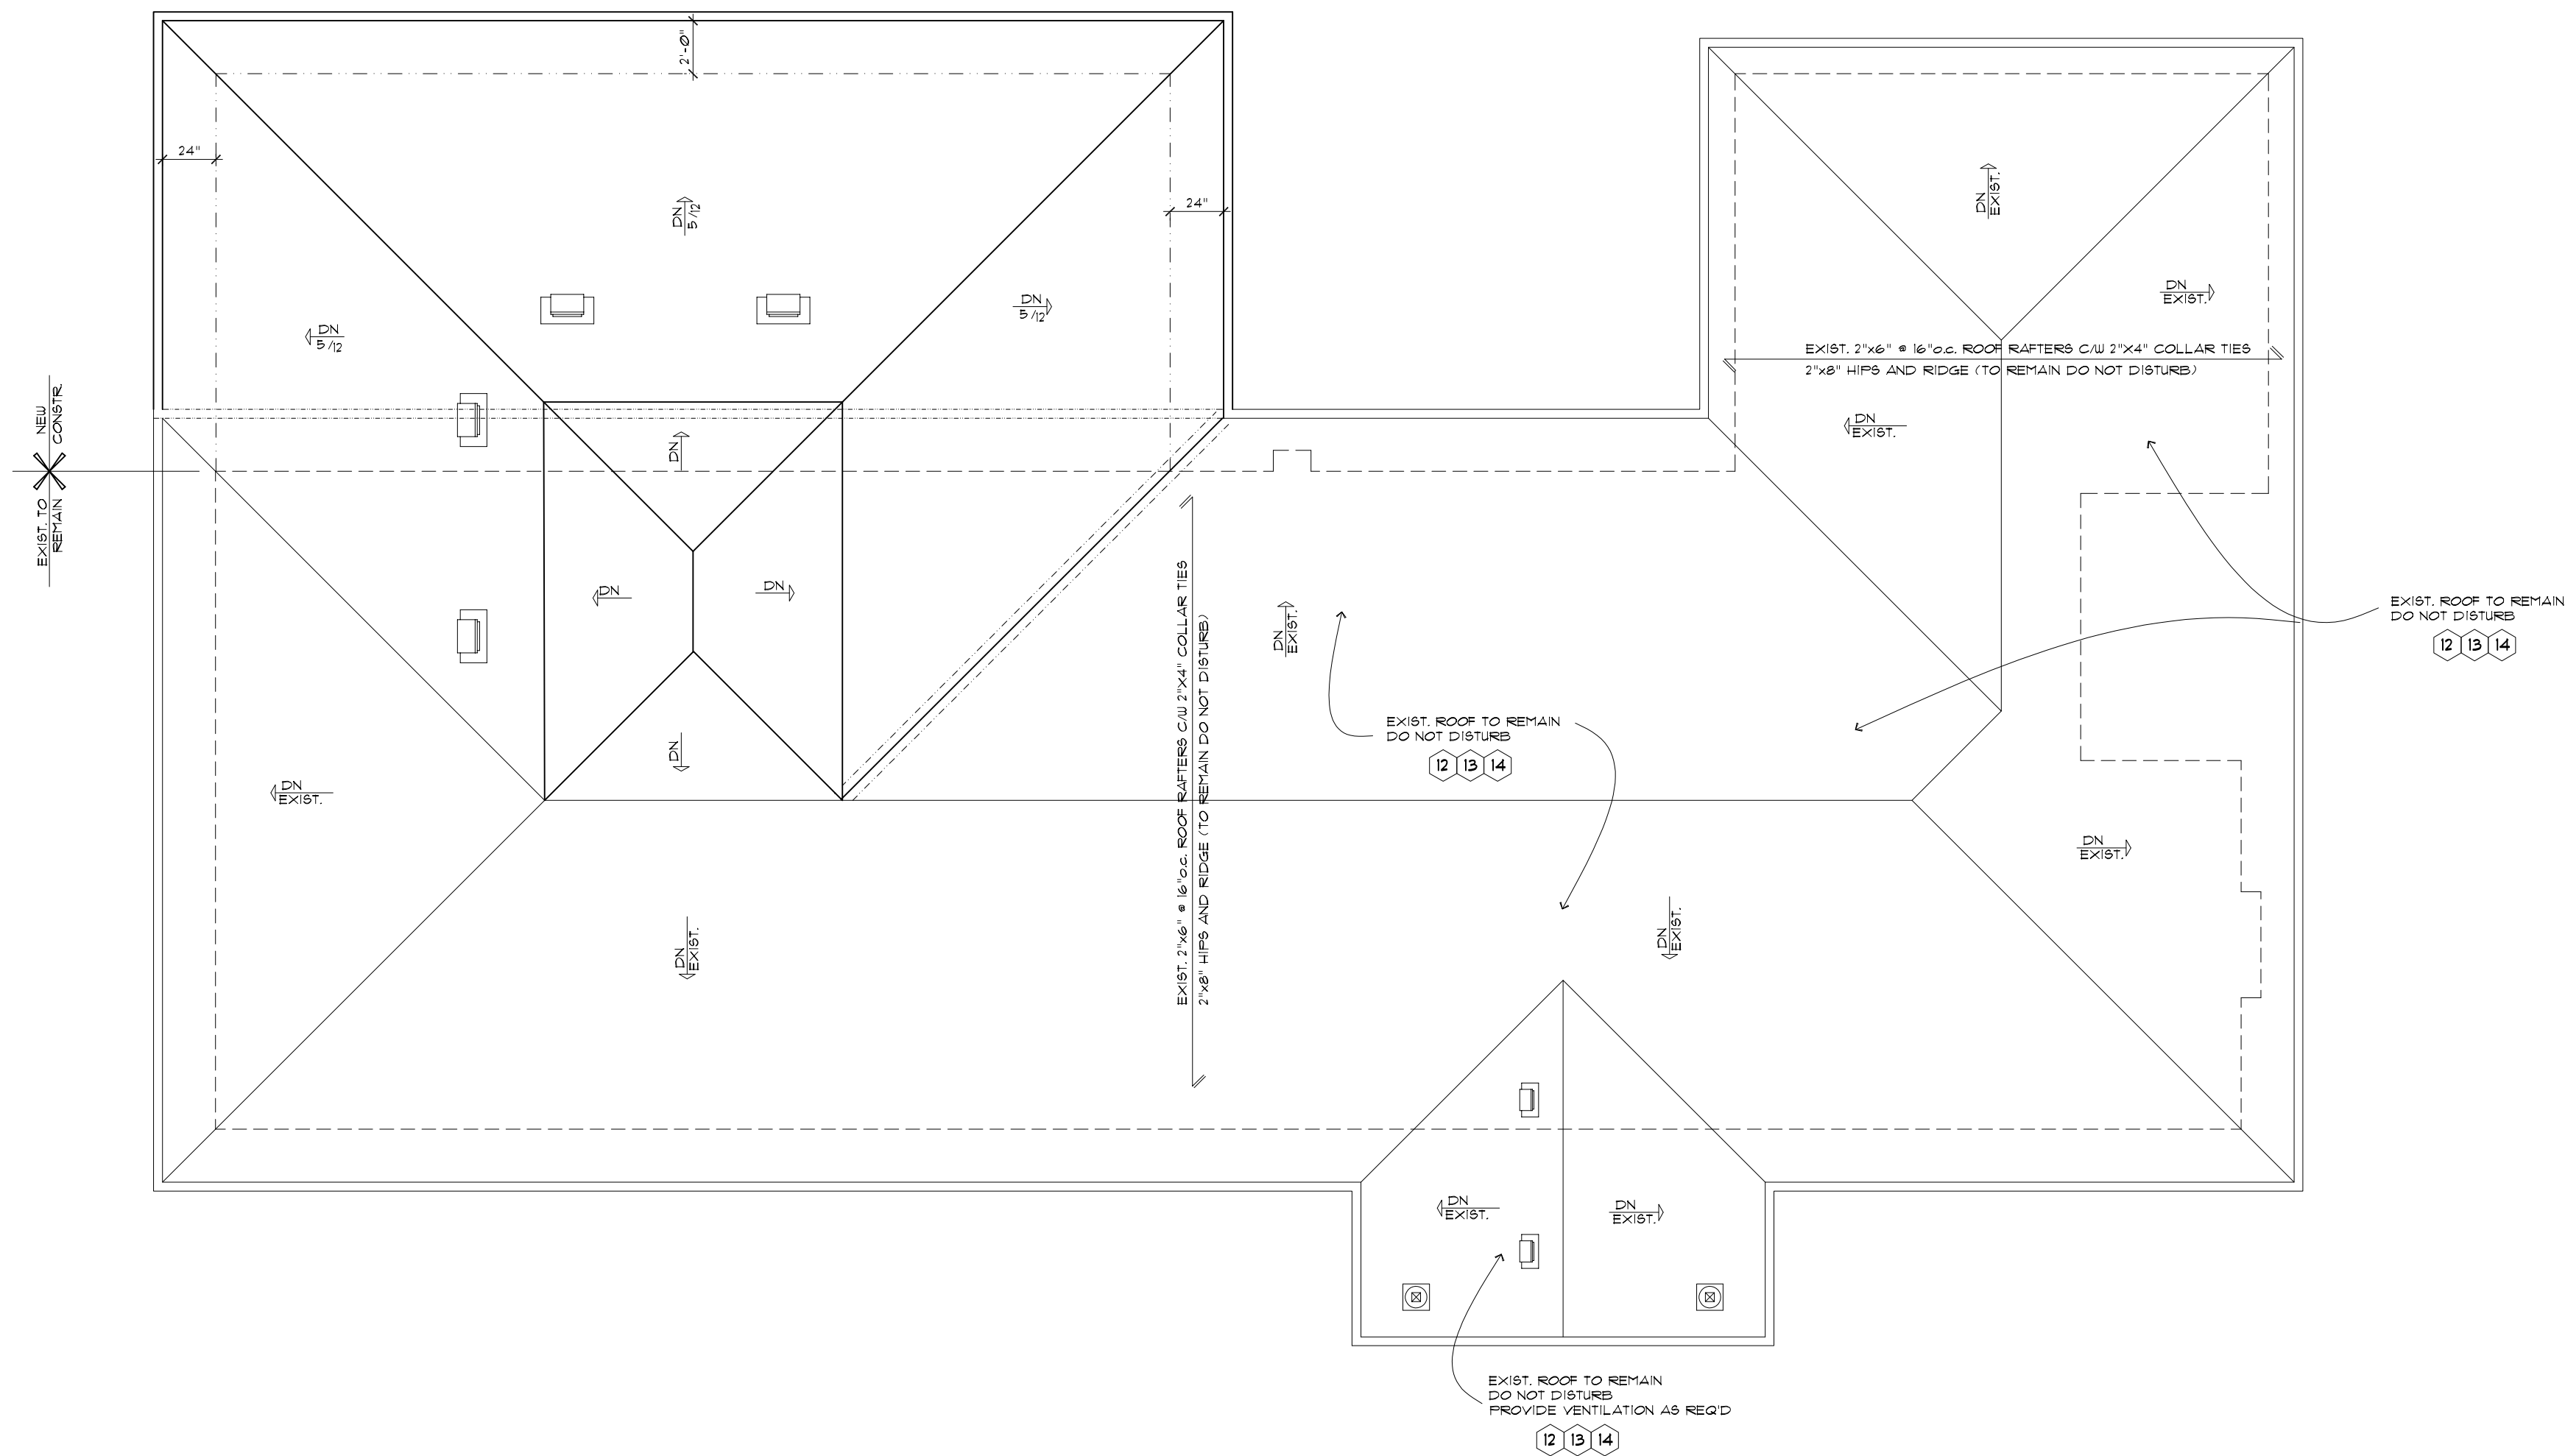 2'-0"
24"
DN
5/12
24"
DN
EXIST.
DN
EXIST.
DN
5/12
DN
5/12
EXIST. 2"x6" @ 16"o.c. ROOF RAFTERS C/W 2"X4" COLLAR TIES
2"x8" HIPS AND RIDGE (TO REMAIN DO NOT DISTURB)
NEW
CONSTR.
EXIST. TO
REMAIN
DN
DN
EXIST.
DN
DN
EXIST. 2"x6" @ 16"o.c. ROOF RAFTERS C/W 2"X4" COLLAR TIES
2"x8" HIPS AND RIDGE (TO REMAIN DO NOT DISTURB)
DN
EXIST.
EXIST. ROOF TO REMAIN
DO NOT DISTURB
12 13 14
EXIST. ROOF TO REMAIN
DO NOT DISTURB
12 13 14
DN
DN
EXIST.
DN
EXIST.
DN
EXIST.
DN
EXIST.
DN
EXIST.
DN
EXIST.
EXIST. ROOF TO REMAIN
DO NOT DISTURB
PROVIDE VENTILATION AS REQ'D
12 13 14